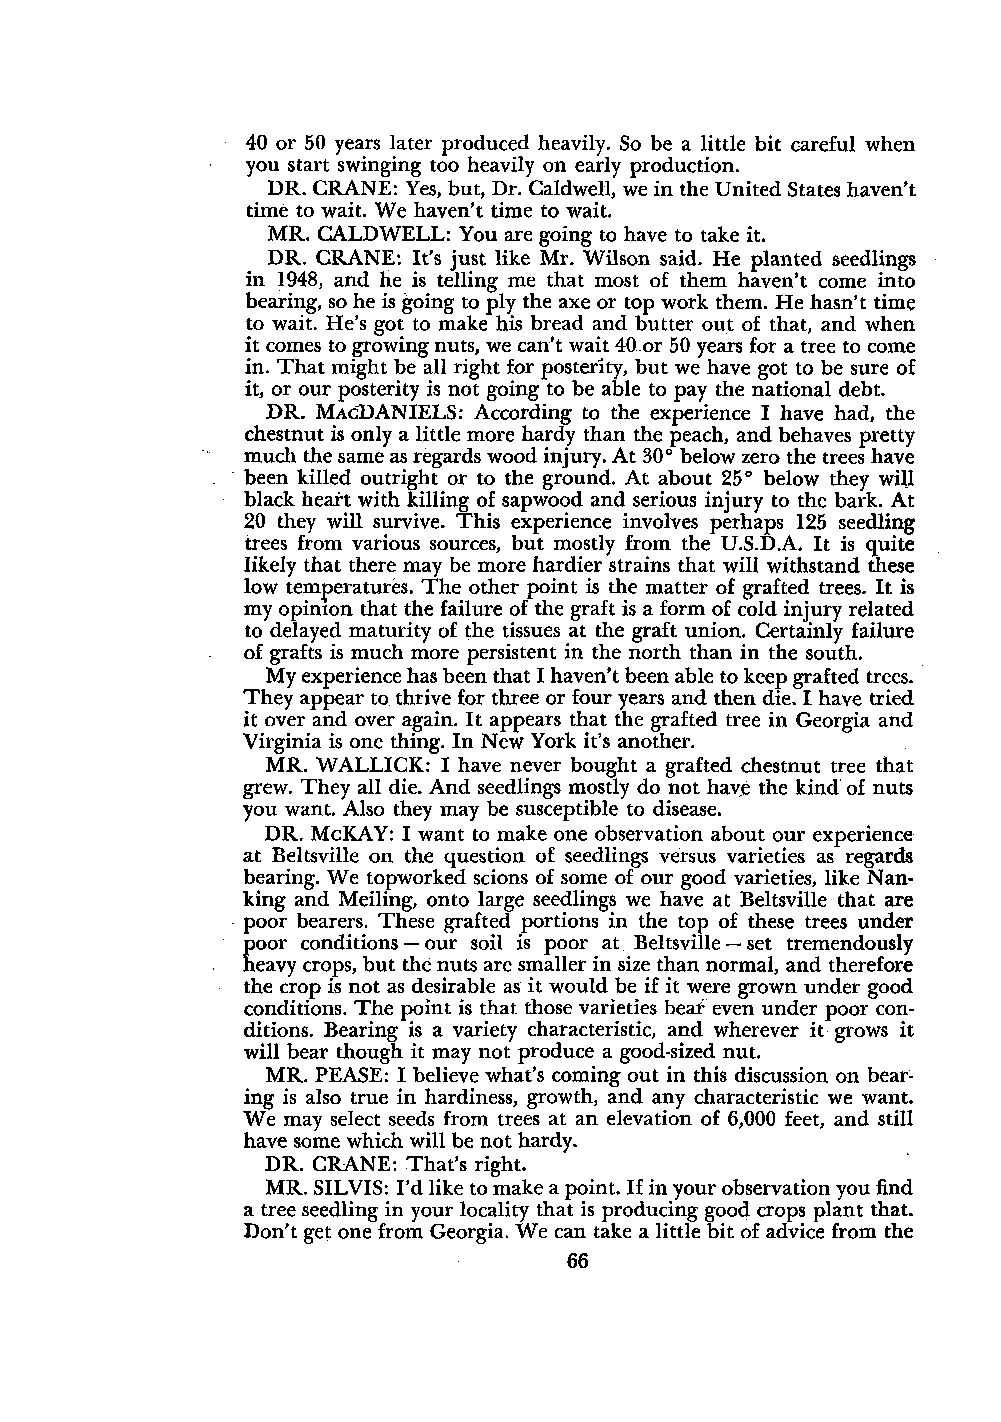 40 or 50 years later produced heavily. So be a little bit careful when
you start swinging too heavily on early production.
DR. CRANE: Yes, but, Dr. Caldwell, we in the United States haven't
time to wait. We haven't time to wait.
MR. CALDWELL: You are going to have to take it.
DR. CRANE: It's just like Mr. Wilson said. He planted seedlings
in 1948, and he is telling me that most of them haven't come into
bearing, so he is going to ply the axe or top work them. He hasn't time
to wait. He's got to make his bread and butter out of that, and when
it comes to growing nuts, we can't wait 40 or 50 years for a tree to come
in. That might be all right for posterity, but we have got to be sure of
it, or our posterity is not going to be able to pay the national debt.
DR. MACDANIELS: According to the experience I have had, the
chestnut is only a little more hardy than the peach, and behaves pretty
much the same as regards wood injury. At 30° below zero the trees have
been killed outright or to the ground. At about 25° below they will
black heart with killing of sapwood and serious injury to the bark. At
20 they will survive. This experience involves perhaps 125 seedling
trees from various sources, but mostly from the U.S.D.A. It is quite
likely that there may be more hardier strains that will withstand these
low temperatures. The other point is the matter of grafted trees. It is
my opinion that the failure of the graft is a form of cold injury related
to delayed maturity of the tissues at the graft union. Certainly failure
of grafts is much more persistent in the north than in the south.
My experience has been that I haven't been able to keep grafted trees.
They appear to thrive for three or four years and then die. I have tried
it over and over again. It appears that the grafted tree in Georgia and
Virginia is one thing. In New York it's another.
MR. WALLICK: I have never bought a grafted chestnut tree that
grew. They all die. And seedlings mostly do not have the kind of nuts
you want. Also they may be susceptible to disease.
DR. McKAY: I want to make one observation about our experience
at Beltsville on the question of seedlings versus varieties as regards
bearing. We topworked scions of some of our good varieties, like Nan-
king and Meiling, onto large seedlings we have at Beltsville that are
poor bearers. These grafted portions in the top of these trees under
poor conditions — our soil is poor at Beltsville — set tremendously
heavy crops, but the nuts are smaller in size than normal, and therefore
the crop is not as desirable as it would be if it were grown under good
conditions. The point is that those varieties bear even under poor con-
ditions. Bearing is a variety characteristic, and wherever it grows it
will bear though it may not produce a good-sized nut.
MR. PEASE: I believe what's coming out in this discussion on bear-
ing is also true in hardiness, growth, and any characteristic we want.
We may select seeds from trees at an elevation of 6,000 feet, and still
have some which will be not hardy.
DR. CRANE: That's right.
MR. SILVIS: I'd like to make a point. If in your observation you find
a tree seedling in your locality that is producing good crops plant that.
Don't get one from Georgia. We can take a little bit of advice from the
66